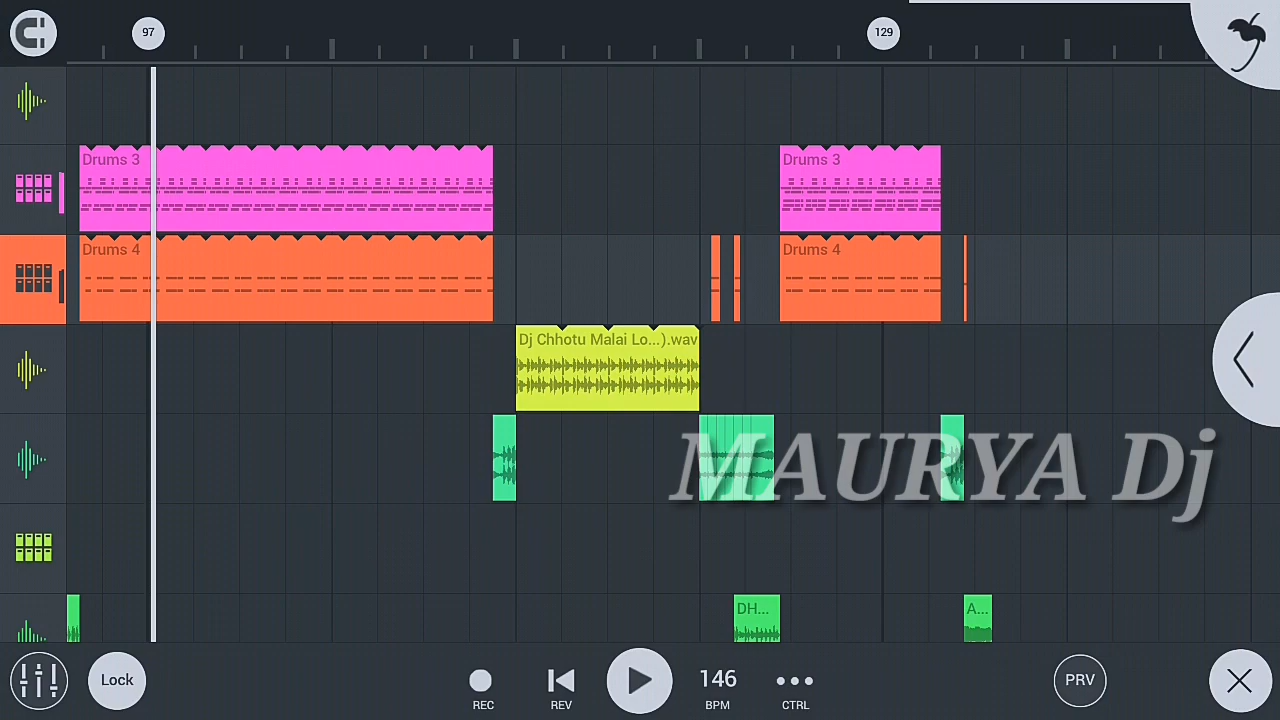 97
129
Drums 3
Drums 3
Drums 4
Drums 4
Dj Chhotu Malai Lo...).wav
MAURYA Dj
DH...
A...
Lock
REC
REV
146
BPM
CTRL
PRV